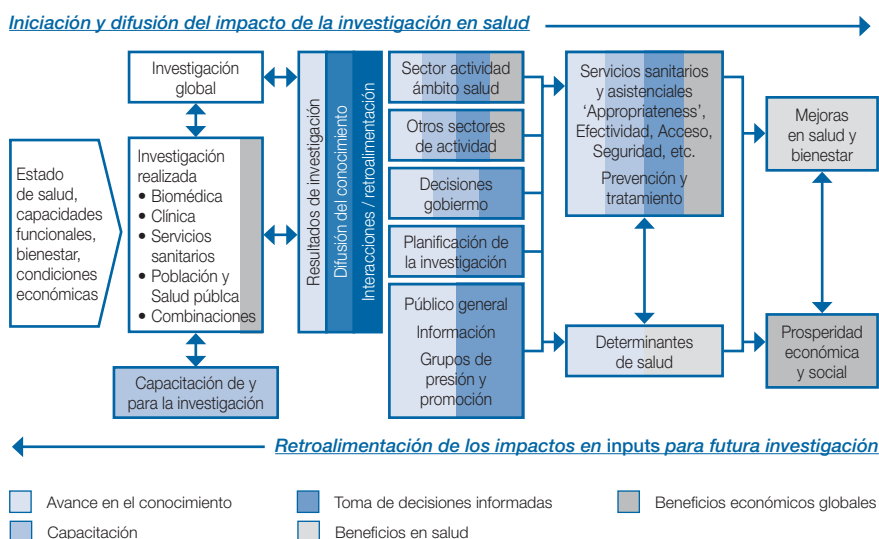 Iniciación y difusión del impacto de la investigación en salud
Estado
de salud,
capacidades
funcionales,
bienestar,
condiciones
económicas
Investigación
global
Investigación
realizada
• Biomédica
• Clínica
• Servicios
sanitarios
• Población y
Salud públca
• Combinaciones
Capacitación de y
para la investigación
Resultados de investigación
Difusión del conocimiento
Interacciones / retroalimentación
Sector actividad
ámbito salud
Otros sectores
de actividad
Decisiones
gobiermo
Planificación de
la investigación
Público general
Información
Grupos de
presión y
promoción
Servicios sanitarios
y asistenciales
‘Appropriateness’,
Efectividad, Acceso,
Seguridad, etc.
Prevención y
tratamiento
Determinantes
de salud
Mejoras
en salud y
bienestar
Prosperidad
económica
y social
Retroalimentación de los impactos en inputs para futura investigación
Avance en el conocimiento
Toma de decisiones informadas
Beneficios económicos globales
Capacitación
Beneficios en salud